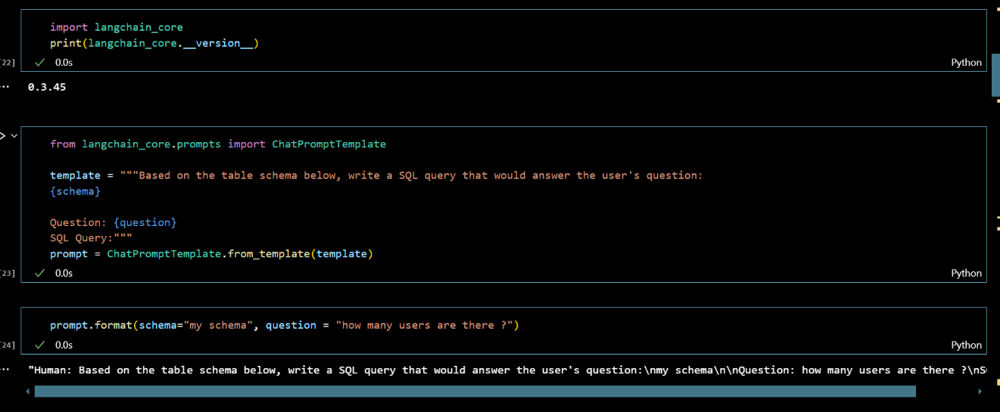 import langchain_core
print(langchain_core.__version__)
[22]
0.0s
Python
0.3.45
from langchain_core.prompts import ChatPromptTemplate
template = """Based on the table schema below, write a SQL query that would answer the user's question:
{schema}
Question: {question}
SQL Query:"""
prompt = ChatPromptTemplate.from_template(template)
[23]
0.0s
Python
prompt.format(schema="my schema", question = "how many users are there ?")
[24]
0.0s
Python
"Human: Based on the table schema below, write a SQL query that would answer the user's question:\nmy schema\n\nQuestion: how many users are there ?\nS